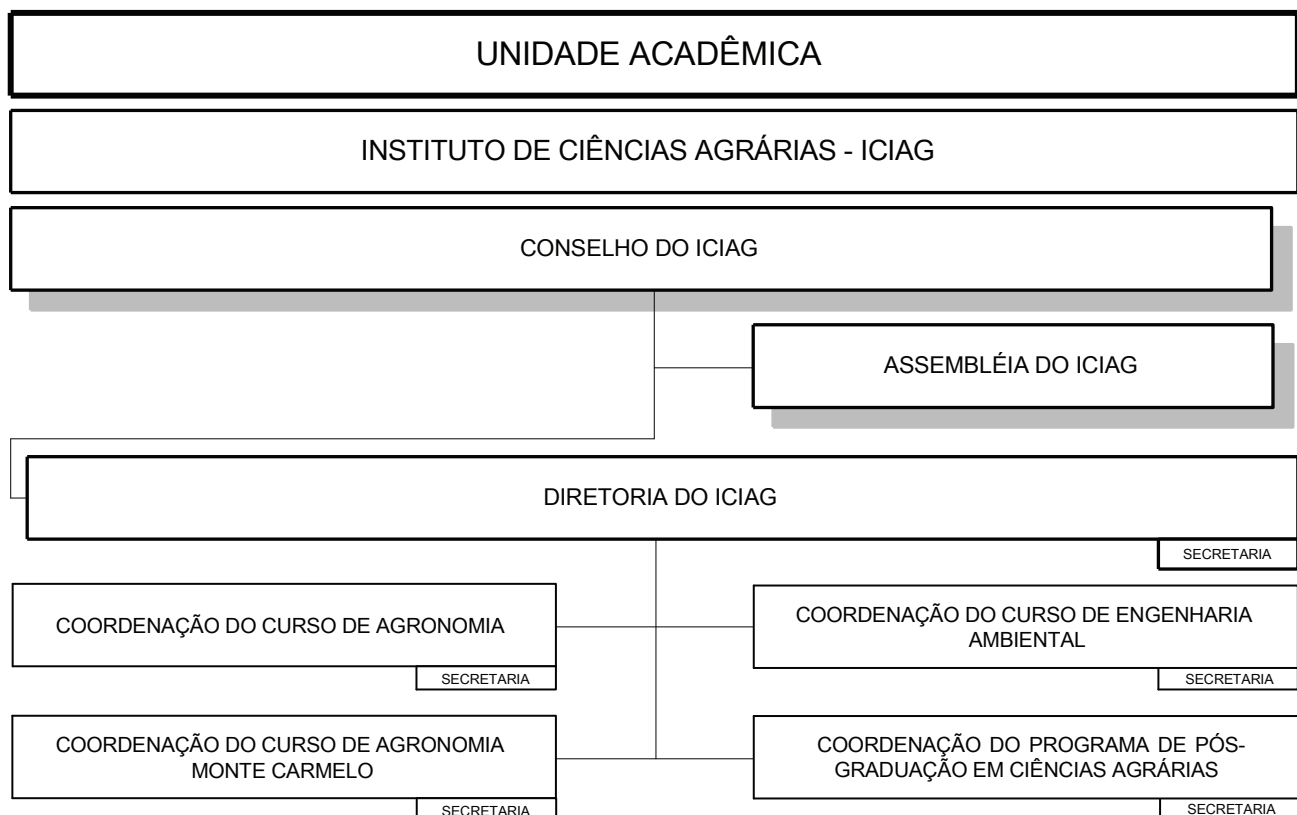 UNIDADE ACADÊMICA
INSTITUTO DE CIÊNCIAS AGRÁRIAS - ICIAG
CONSELHO DO ICIAG
ASSEMBLÉIA DO ICIAG
DIRETORIA DO ICIAG
SECRETARIA
COORDENAÇÃO DO CURSO DE AGRONOMIA
SECRETARIA
COORDENAÇÃO DO CURSO DE ENGENHARIA
AMBIENTAL
SECRETARIA
COORDENAÇÃO DO CURSO DE AGRONOMIA
MONTE CARMELO
SECRETARIA
COORDENAÇÃO DO PROGRAMA DE PÓS-
GRADUAÇÃO EM CIÊNCIAS AGRÁRIAS
SECRETARIA